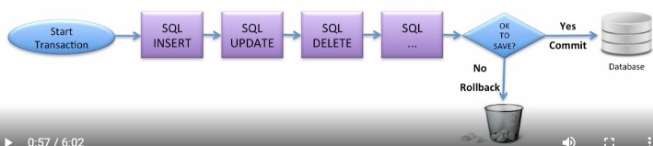 Start
Transaction
SQL
INSERT
SQL
UPDATE
SQL
DELETE
SQL
...
OK
TO
SAVE?
Yes
Commit
Database
No
Rollback
0:57 / 6:02